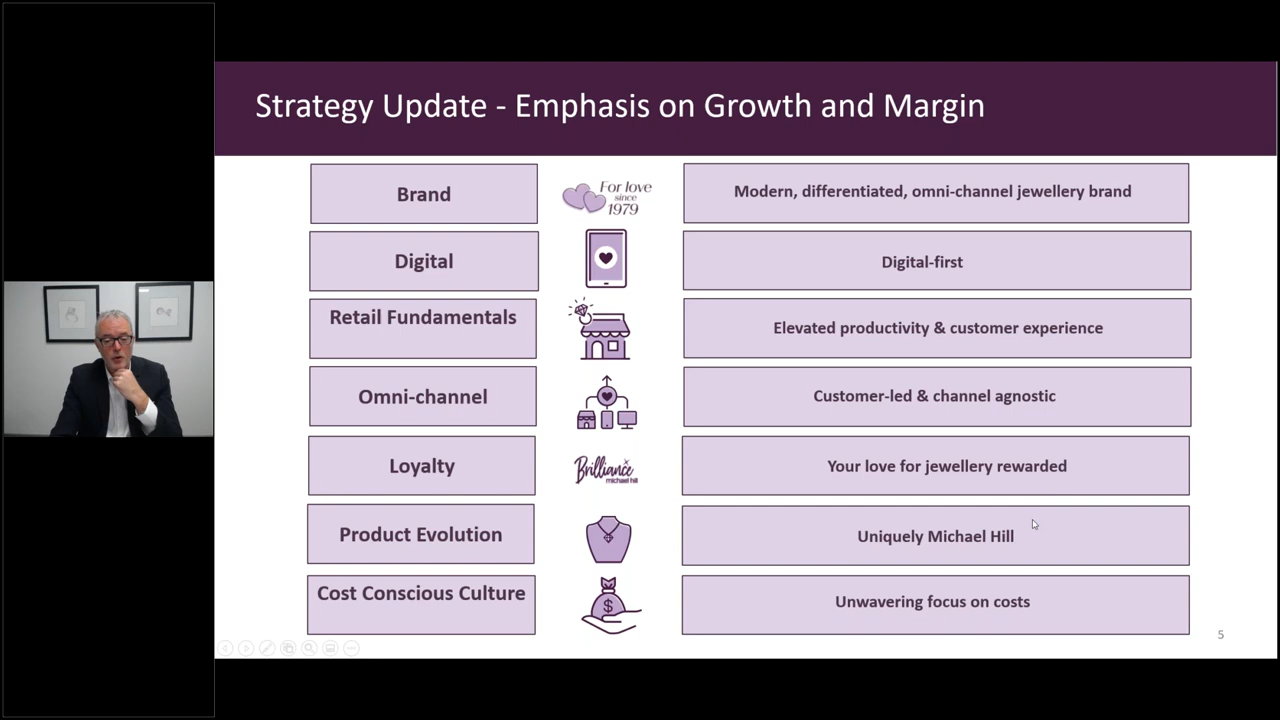 Strategy Update - Emphasis on Growth and Margin
Brand
For love
since
1979
Modern, differentiated, omni-channel jewellery brand
Digital
Digital-first
Retail Fundamentals
Elevated productivity & customer experience
Omni-channel
Customer-led & channel agnostic
Loyalty
Brilliance
michael hill
Your love for jewellery rewarded
Product Evolution
Uniquely Michael Hill
Cost Conscious Culture
$
Unwavering focus on costs
5